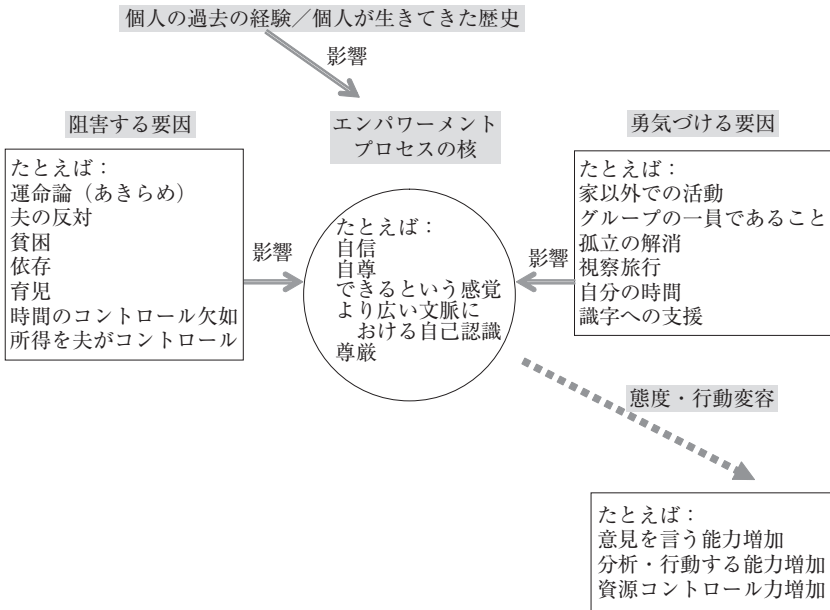 個人の過去の経験／個人が生きてきた歴史
影響
阻害する要因
たとえば：
運命論（あきらめ）
夫の反対
貧困
依存
育児
時間のコントロール欠如
所得を夫がコントロール
影響
エンパワーメント
プロセスの核
たとえば：
自信
自尊
できるという感覚
より広い文脈に
おける自己認識
尊厳
影響
勇気づける要因
たとえば：
家以外での活動
グループの一員であること
孤立の解消
視察旅行
自分の時間
識字への支援
態度・行動変容
たとえば：
意見を言う能力増加
分析・行動する能力増加
資源コントロール力増加